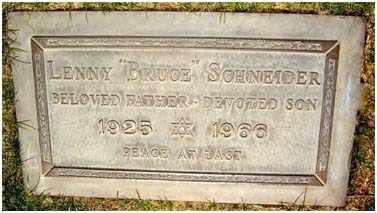 LENNY "BRUCE" SCHNEIDER
BELOVED FATHER · DEVOTED SON
1925 ✡ 1966
PEACE AT LAST